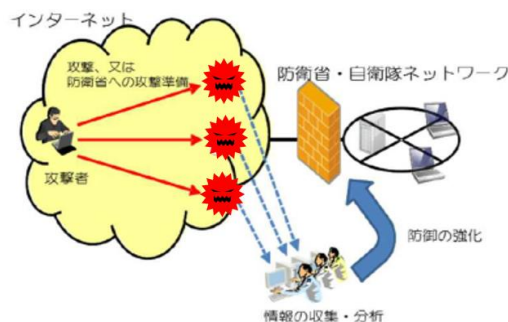 インターネット
攻撃、又は
防衛省への攻撃準備
攻撃者
防衛省・自衛隊ネットワーク
防御の強化
情報の収集・分析